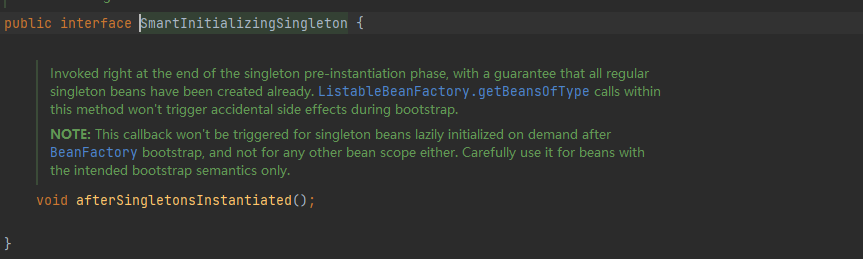 public interface SmartInitializingSingleton {
Invoked right at the end of the singleton pre-instantiation phase, with a guarantee that all regular
singleton beans have been created already. ListableBeanFactory.getBeansOfType calls within
this method won't trigger accidental side effects during bootstrap.
NOTE: This callback won't be triggered for singleton beans lazily initialized on demand after
BeanFactory bootstrap, and not for any other bean scope either. Carefully use it for beans with
the intended bootstrap semantics only.
void afterSingletonsInstantiated();
}